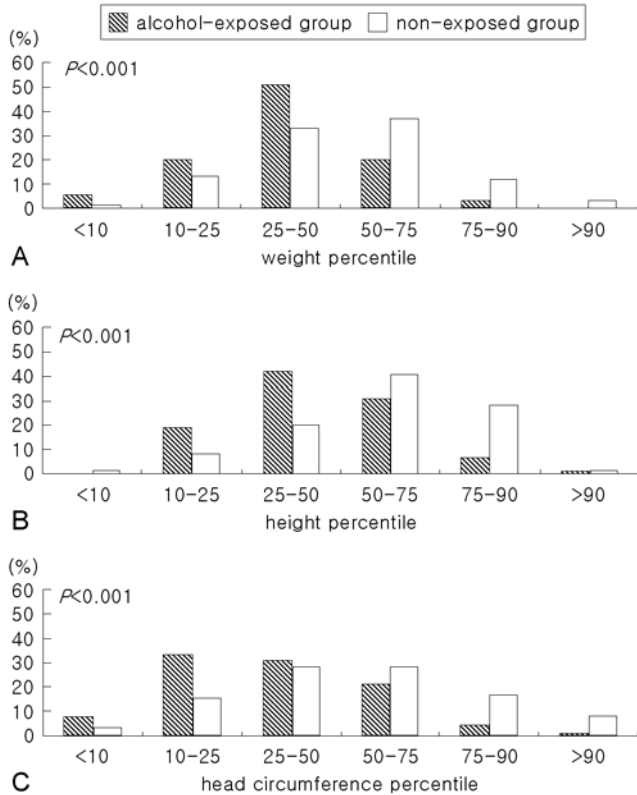 alcohol-exposed group non-exposed group
(%)
P<0.001
60
50
40
30
20
10
0
<10 10-25 25-50 50-75 75-90 >90
A
weight percentile
(%)
P<0.001
60
50
40
30
20
10
0
<10 10-25 25-50 50-75 75-90 >90
B
height percentile
(%)
P<0.001
60
50
40
30
20
10
0
<10 10-25 25-50 50-75 75-90 >90
C
head circumference percentile